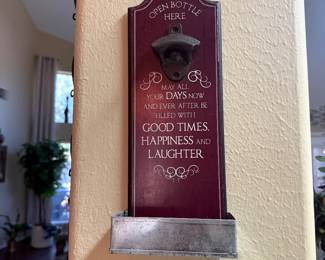 OPEN BOTTLE
HERE
MAY ALL
YOUR DAYS NOW
AND EVER AFTER BE
FILLED WITH
GOOD TIMES,
HAPPINESS AND
LAUGHTER